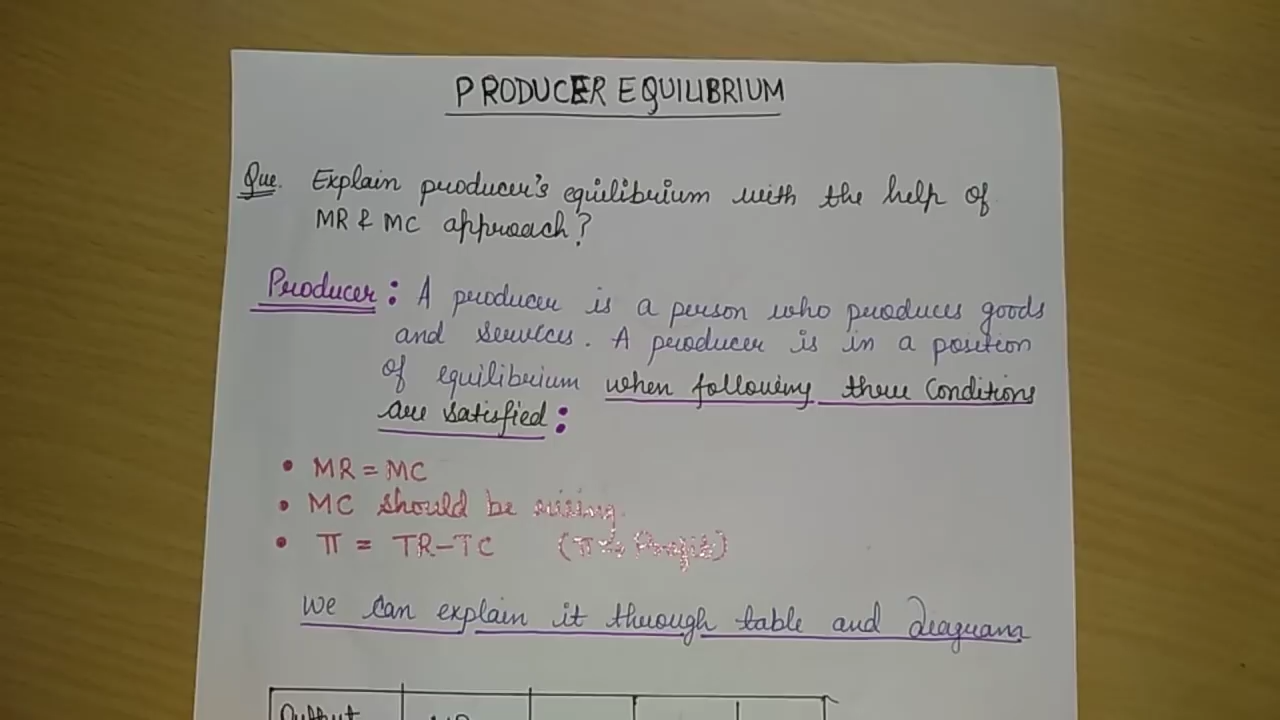 PRODUCER EQUILIBRIUM
Que. Explain producer's equilibrium with the help of
MR & MC approach?
Producer: A producer is a person who produces goods
and services. A producer is in a position
of equilibrium when following three Conditions
are satisfied:
• MR = MC
• MC should be rising.
• π = TR-TC (π Profit)
we can explain it through table and diagram
Output